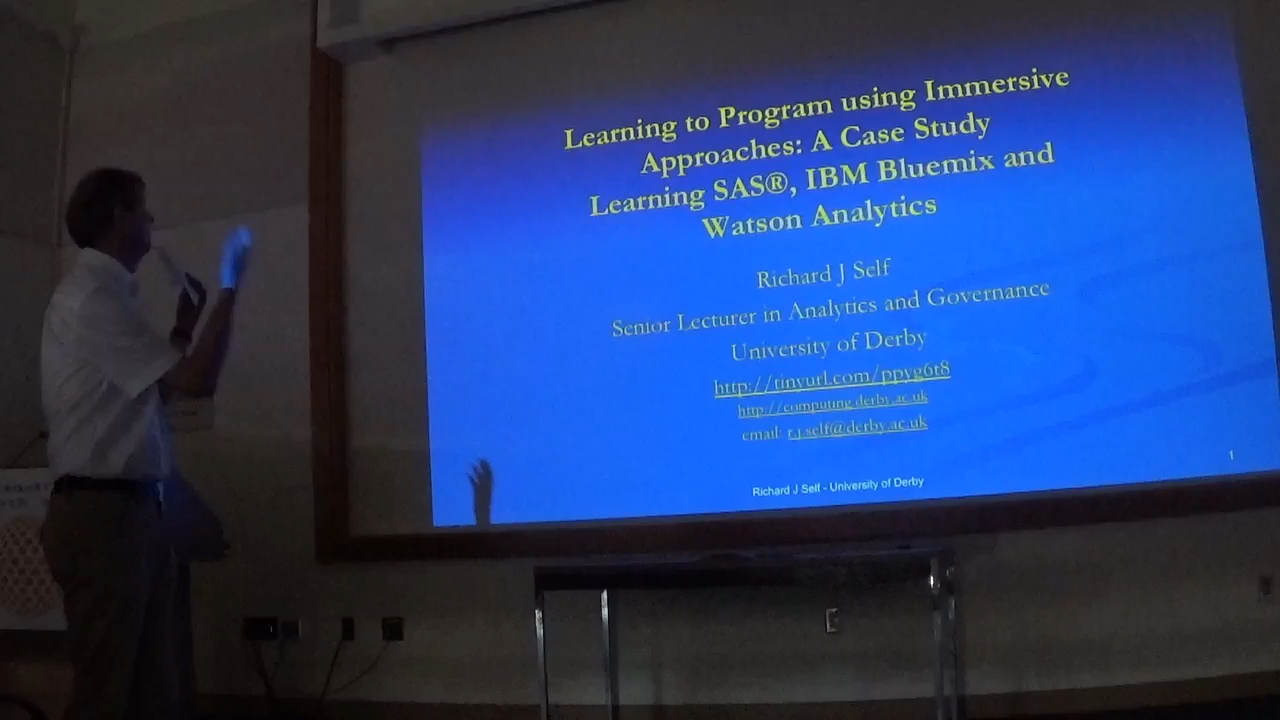 Learning to Program using Immersive
Approaches: A Case Study
Learning SAS®, IBM Bluemix and
Watson Analytics
Richard J Self
Senior Lecturer in Analytics and Governance
University of Derby
http://tinyurl.com/ppyg6t8
http://computing.derby.ac.uk
email: r.j.self@derby.ac.uk
Richard J Self - University of Derby
1